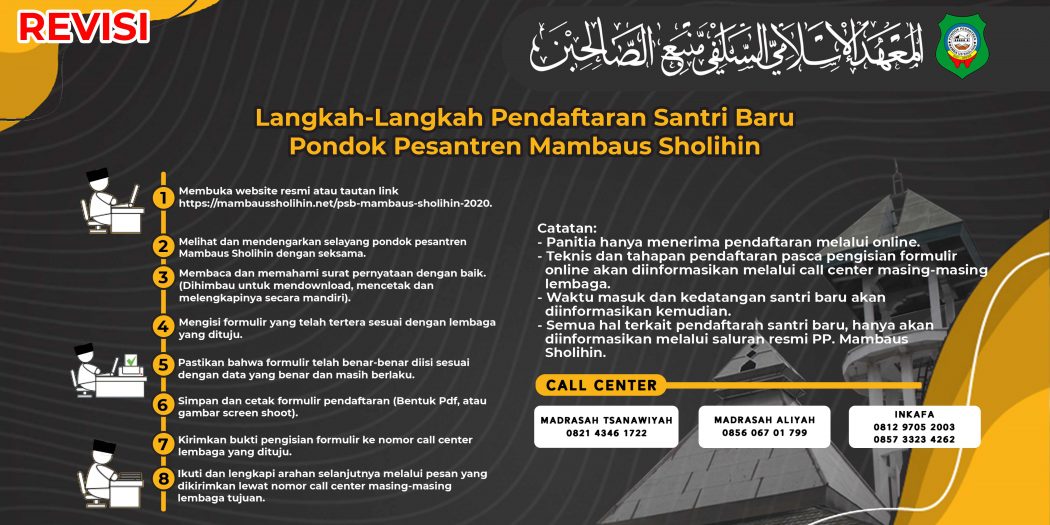 REVISI
المعهد الإسلامي السلفي منبع الصالحين
Langkah-Langkah Pendaftaran Santri Baru
Pondok Pesantren Mambaus Sholihin
1
Membuka website resmi atau tautan link
https://mambaussholihin.net/psb-mambaus-sholihin-2020.
2
Melihat dan mendengarkan selayang pondok pesantren
Mambaus Sholihin dengan seksama.
3
Membaca dan memahami surat pernyataan dengan baik.
(Dihimbau untuk mendownload, mencetak dan
melengkapinya secara mandiri).
4
Mengisi formulir yang telah tertera sesuai dengan lembaga
yang dituju.
5
Pastikan bahwa formulir telah benar-benar diisi sesuai
dengan data yang benar dan masih berlaku.
6
Simpan dan cetak formulir pendaftaran (Bentuk Pdf, atau
gambar screen shoot).
7
Kirimkan bukti pengisian formulir ke nomor call center
lembaga yang dituju.
8
Ikuti dan lengkapi arahan selanjutnya melalui pesan yang
dikirimkan lewat nomor call center masing-masing
lembaga tujuan.
Catatan:
- Panitia hanya menerima pendaftaran melalui online.
- Teknis dan tahapan pendaftaran pasca pengisian formulir
online akan diinformasikan melalui call center masing-masing
lembaga.
- Waktu masuk dan kedatangan santri baru akan
diinformasikan kemudian.
- Semua hal terkait pendaftaran santri baru, hanya akan
diinformasikan melalui saluran resmi PP. Mambaus
Sholihin.
CALL CENTER
MADRASAH TSANAWIYAH
0821 4346 1722
MADRASAH ALIYAH
0856 067 01 799
INKAFA
0812 9705 2003
0857 3323 4262